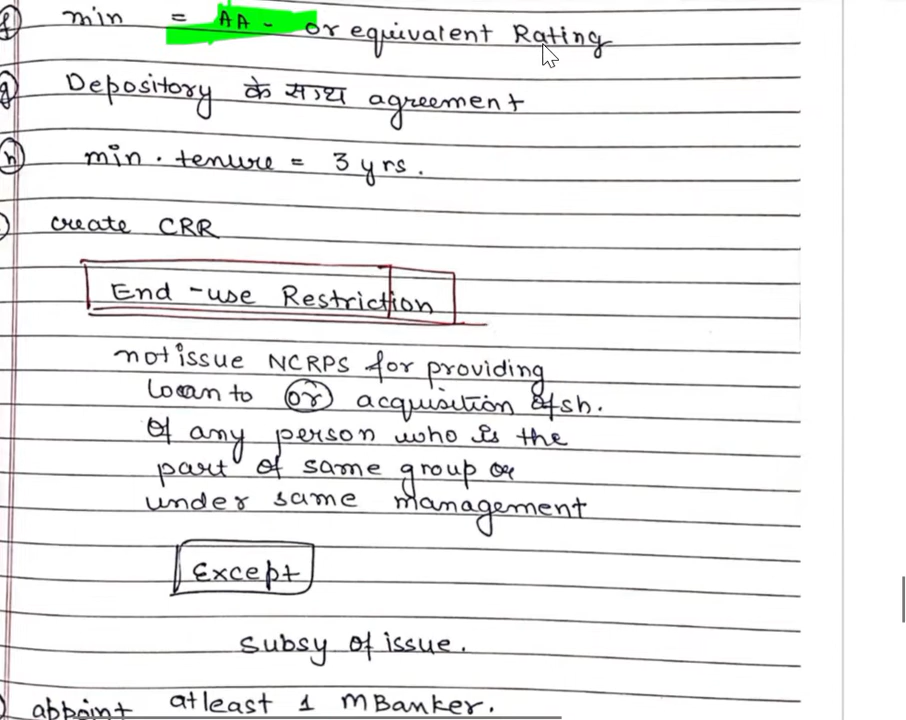 f) min = AA - or equivalent Rating
g) Depository के साथ agreement
h) min. tenure = 3 yrs.
) create CRR
End -use Restriction
not issue NCRPS for providing
loan to or acquisition of sh.
of any person who is the
part of same group or
under same management
Except
subsy of issue.
) appoint atleast 1 mBanker.